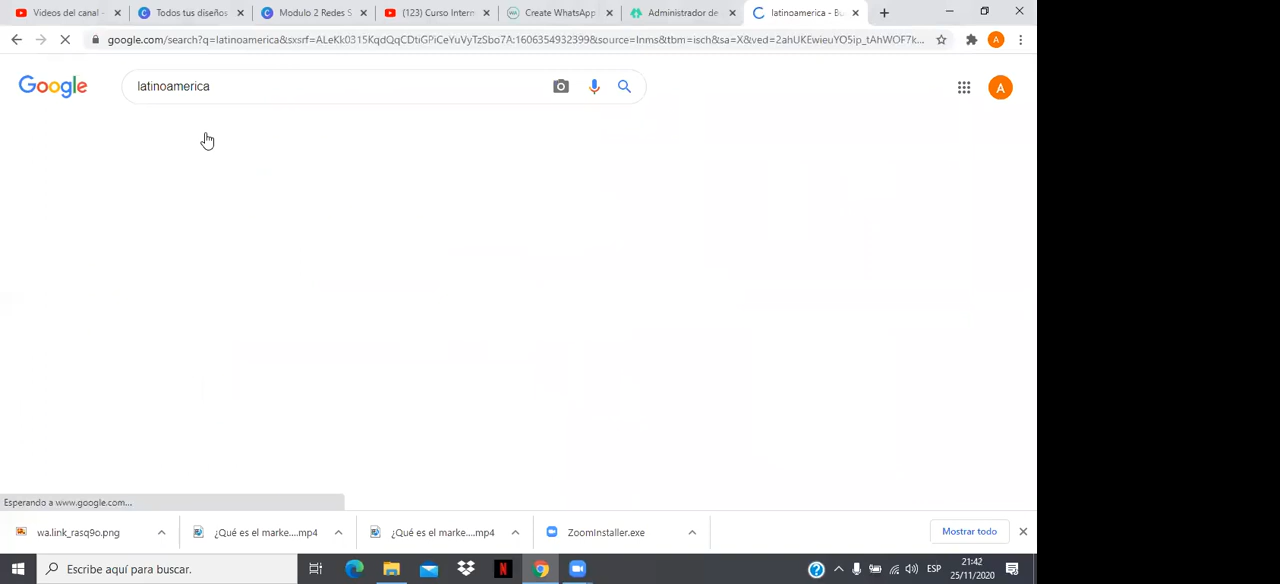 Videos del canal -
Todos tus diseños
Modulo 2 Redes S
(123) Curso Intern
Create WhatsApp
Administrador de
latinoamerica - Bu
google.com/search?q=latinoamerica&sxsrf=ALeKk0315KqdQqCDtiGPiCeYuVyTzSbo7A:1606354932399&source=lnms&tbm=isch&sa=X&ved=2ahUKEwieuYO5ip_tAhWOF7k...
A
Google
latinoamerica
A
Esperando a www.google.com...
wa.link_rasq9o.png
¿Qué es el marke....mp4
¿Qué es el marke....mp4
ZoomInstaller.exe
Mostrar todo
Escribe aquí para buscar.
ESP
21:42
25/11/2020